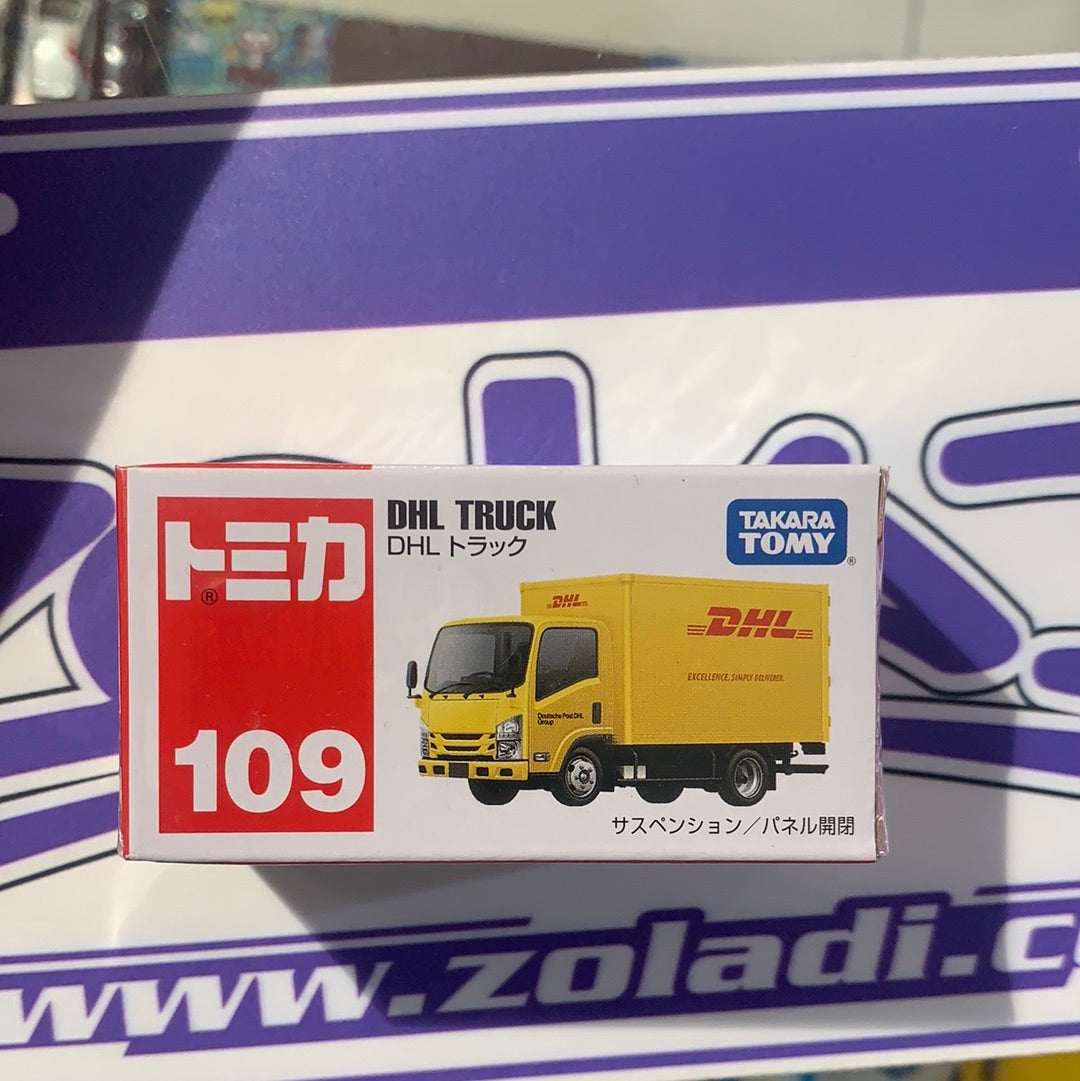 トミカ
®
109
DHL TRUCK
DHL トラック
TAKARA
TOMY
®
DHL
DHL
EXCELLENCE. SIMPLY DELIVERED.
Deutsche Post DHL
Group
サスペンション／パネル開閉
www.zoladi.c